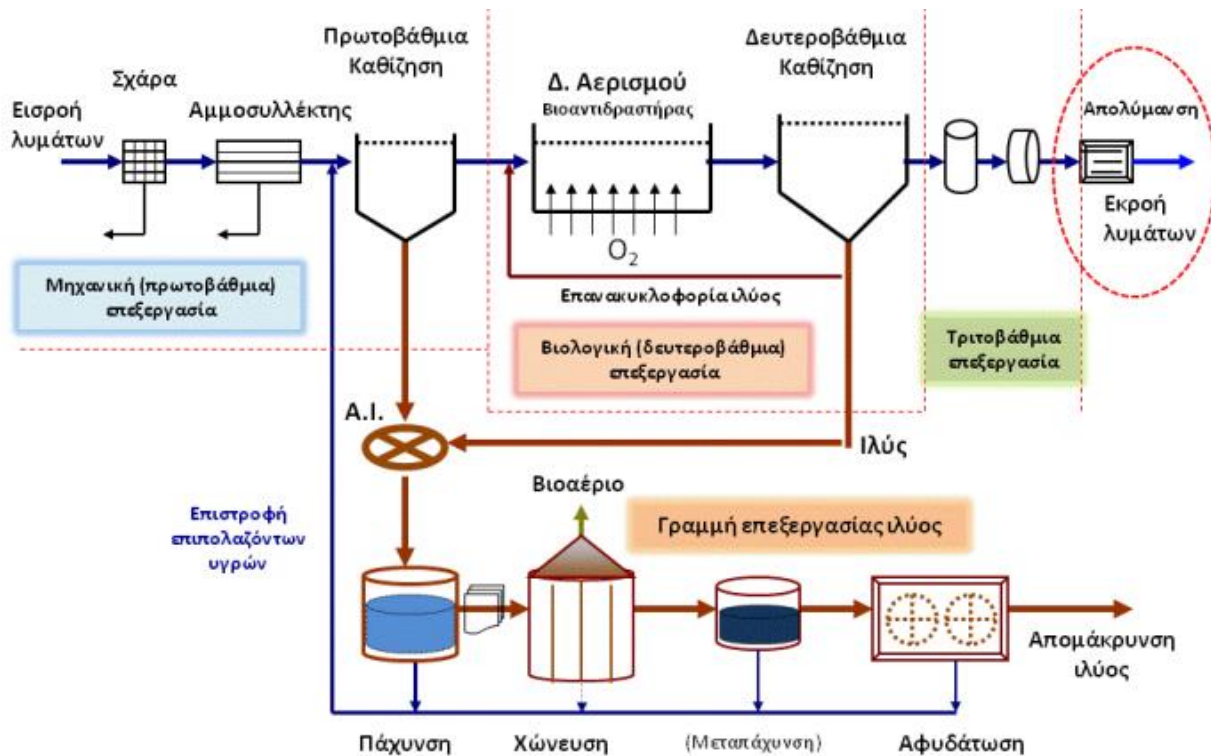 Πρωτοβάθμια
Καθίζηση
Δευτεροβάθμια
Καθίζηση
Σχάρα
Δ. Αερισμού
Βιοαντιδραστήρας
Εισροή
λυμάτων
Αμμοσυλλέκτης
Απολύμανση
Εκροή
λυμάτων
O2
Μηχανική (πρωτοβάθμια)
επεξεργασία
Επανακυκλοφορία ιλύος
Βιολογική (δευτεροβάθμια)
επεξεργασία
Τριτοβάθμια
επεξεργασία
Α.Ι.
Ιλύς
Βιοαέριο
Γραμμή επεξεργασίας ιλύος
Επιστροφή
επιπολαζόντων
υγρών
Απομάκρυνση
ιλύος
Πάχυνση
Χώνευση
(Μεταπάχυνση)
Αφυδάτωση